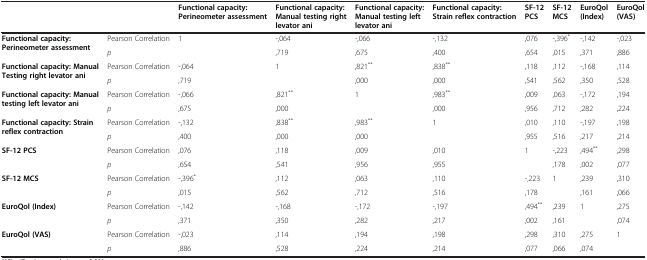 Functional capacity: Perineometer assessment | Functional capacity: Manual testing right levator ani | Functional capacity: Manual testing left levator ani | Functional capacity: Strain reflex contraction | SF-12 PCS | SF-12 MCS | EuroQol (Index) | EuroQol (VAS)
Functional capacity: Perineometer assessment | Pearson Correlation | 1 | -,064 | -,066 | -,132 | ,076 | -,396* | -,142 | -,023
p | ,719 | ,675 | ,400 | ,654 | ,015 | ,371 | ,886
Functional capacity: Manual Testing right levator ani | Pearson Correlation | -,064 | 1 | ,821** | ,838** | ,118 | ,112 | -,168 | ,114
p | ,719 | ,000 | ,000 | ,541 | ,562 | ,350 | ,528
Functional capacity: Manual testing left levator ani | Pearson Correlation | -,066 | ,821** | 1 | ,983** | ,009 | ,063 | -,172 | ,194
p | ,675 | ,000 | ,000 | ,956 | ,712 | ,282 | ,224
Functional capacity: Strain reflex contraction | Pearson Correlation | -,132 | ,838** | ,983** | 1 | ,010 | ,110 | -,197 | ,198
p | ,400 | ,000 | ,000 | ,955 | ,516 | ,217 | ,214
SF-12 PCS | Pearson Correlation | ,076 | ,118 | ,009 | ,010 | 1 | -,223 | ,494** | ,298
p | ,654 | ,541 | ,956 | ,955 | ,178 | ,002 | ,077
SF-12 MCS | Pearson Correlation | -,396* | ,112 | ,063 | ,110 | -,223 | 1 | ,239 | ,310
p | ,015 | ,562 | ,712 | ,516 | ,178 | ,161 | ,066
EuroQol (Index) | Pearson Correlation | -,142 | -,168 | -,172 | -,197 | ,494** | ,239 | 1 | ,275
p | ,371 | ,350 | ,282 | ,217 | ,002 | ,161 | ,074
EuroQol (VAS) | Pearson Correlation | -,023 | ,114 | ,194 | ,198 | ,298 | ,310 | ,275 | 1
p | ,886 | ,528 | ,224 | ,214 | ,077 | ,066 | ,074